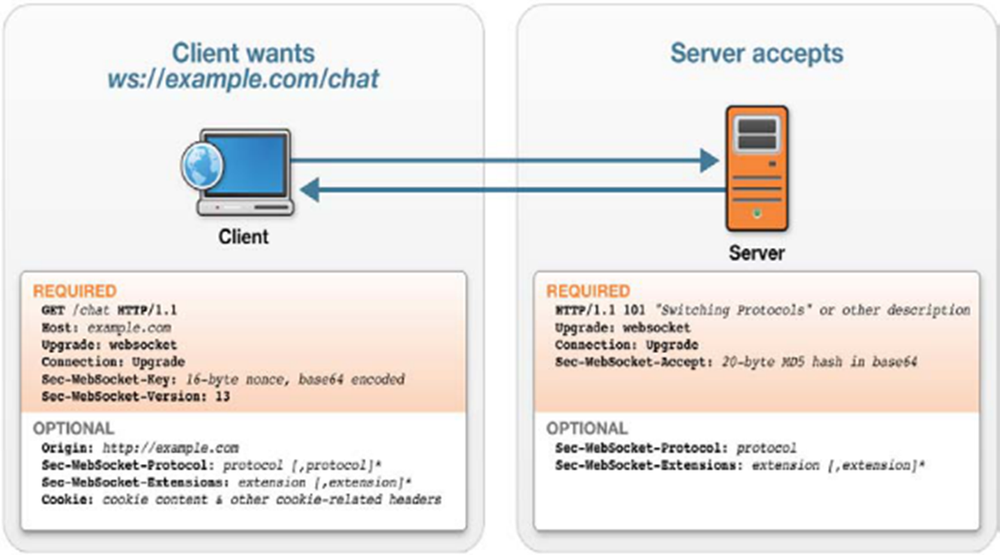 Client wants
ws://example.com/chat
Client
REQUIRED
GET /chat HTTP/1.1
Host: example.com
Upgrade: websocket
Connection: Upgrade
Sec-WebSocket-Key: 16-byte nonce, base64 encoded
Sec-WebSocket-Version: 13
OPTIONAL
Origin: http://example.com
Sec-WebSocket-Protocol: protocol [,protocol]*
Sec-WebSocket-Extensions: extension [,extension]*
Cookie: cookie content & other cookie-related headers
Server accepts
Server
REQUIRED
HTTP/1.1 101 "Switching Protocols" or other description
Upgrade: websocket
Connection: Upgrade
Sec-WebSocket-Accept: 20-byte MD5 hash in base64
OPTIONAL
Sec-WebSocket-Protocol: protocol
Sec-WebSocket-Extensions: extension [,extension]*